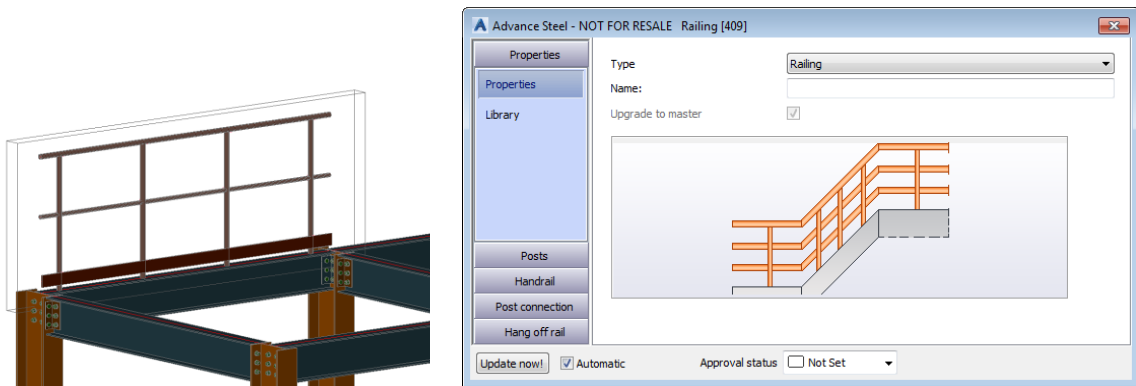 Advance Steel - NOT FOR RESALE Railing [409]
Properties
Properties
Library
Posts
Handrail
Post connection
Hang off rail
Type
Railing
Name:
Upgrade to master
Update now!
Automatic
Approval status
Not Set